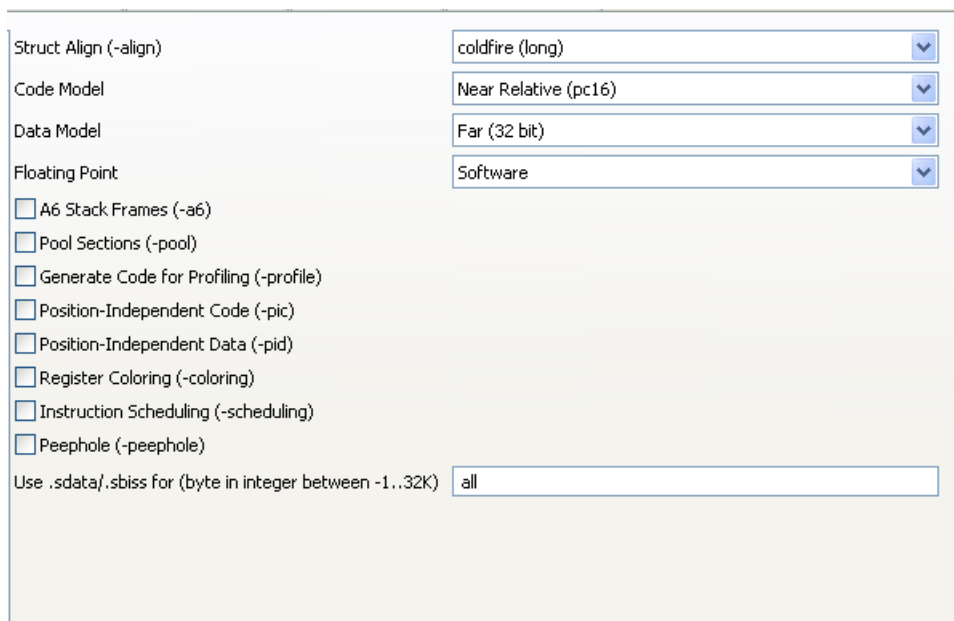 Struct Align (-align) coldfire (long)
Code Model Near Relative (pc16)
Data Model Far (32 bit)
Floating Point Software
A6 Stack Frames (-a6)
Pool Sections (-pool)
Generate Code for Profiling (-profile)
Position-Independent Code (-pic)
Position-Independent Data (-pid)
Register Coloring (-coloring)
Instruction Scheduling (-scheduling)
Peephole (-peephole)
Use .sdata/.sbiss for (byte in integer between -1..32K) all